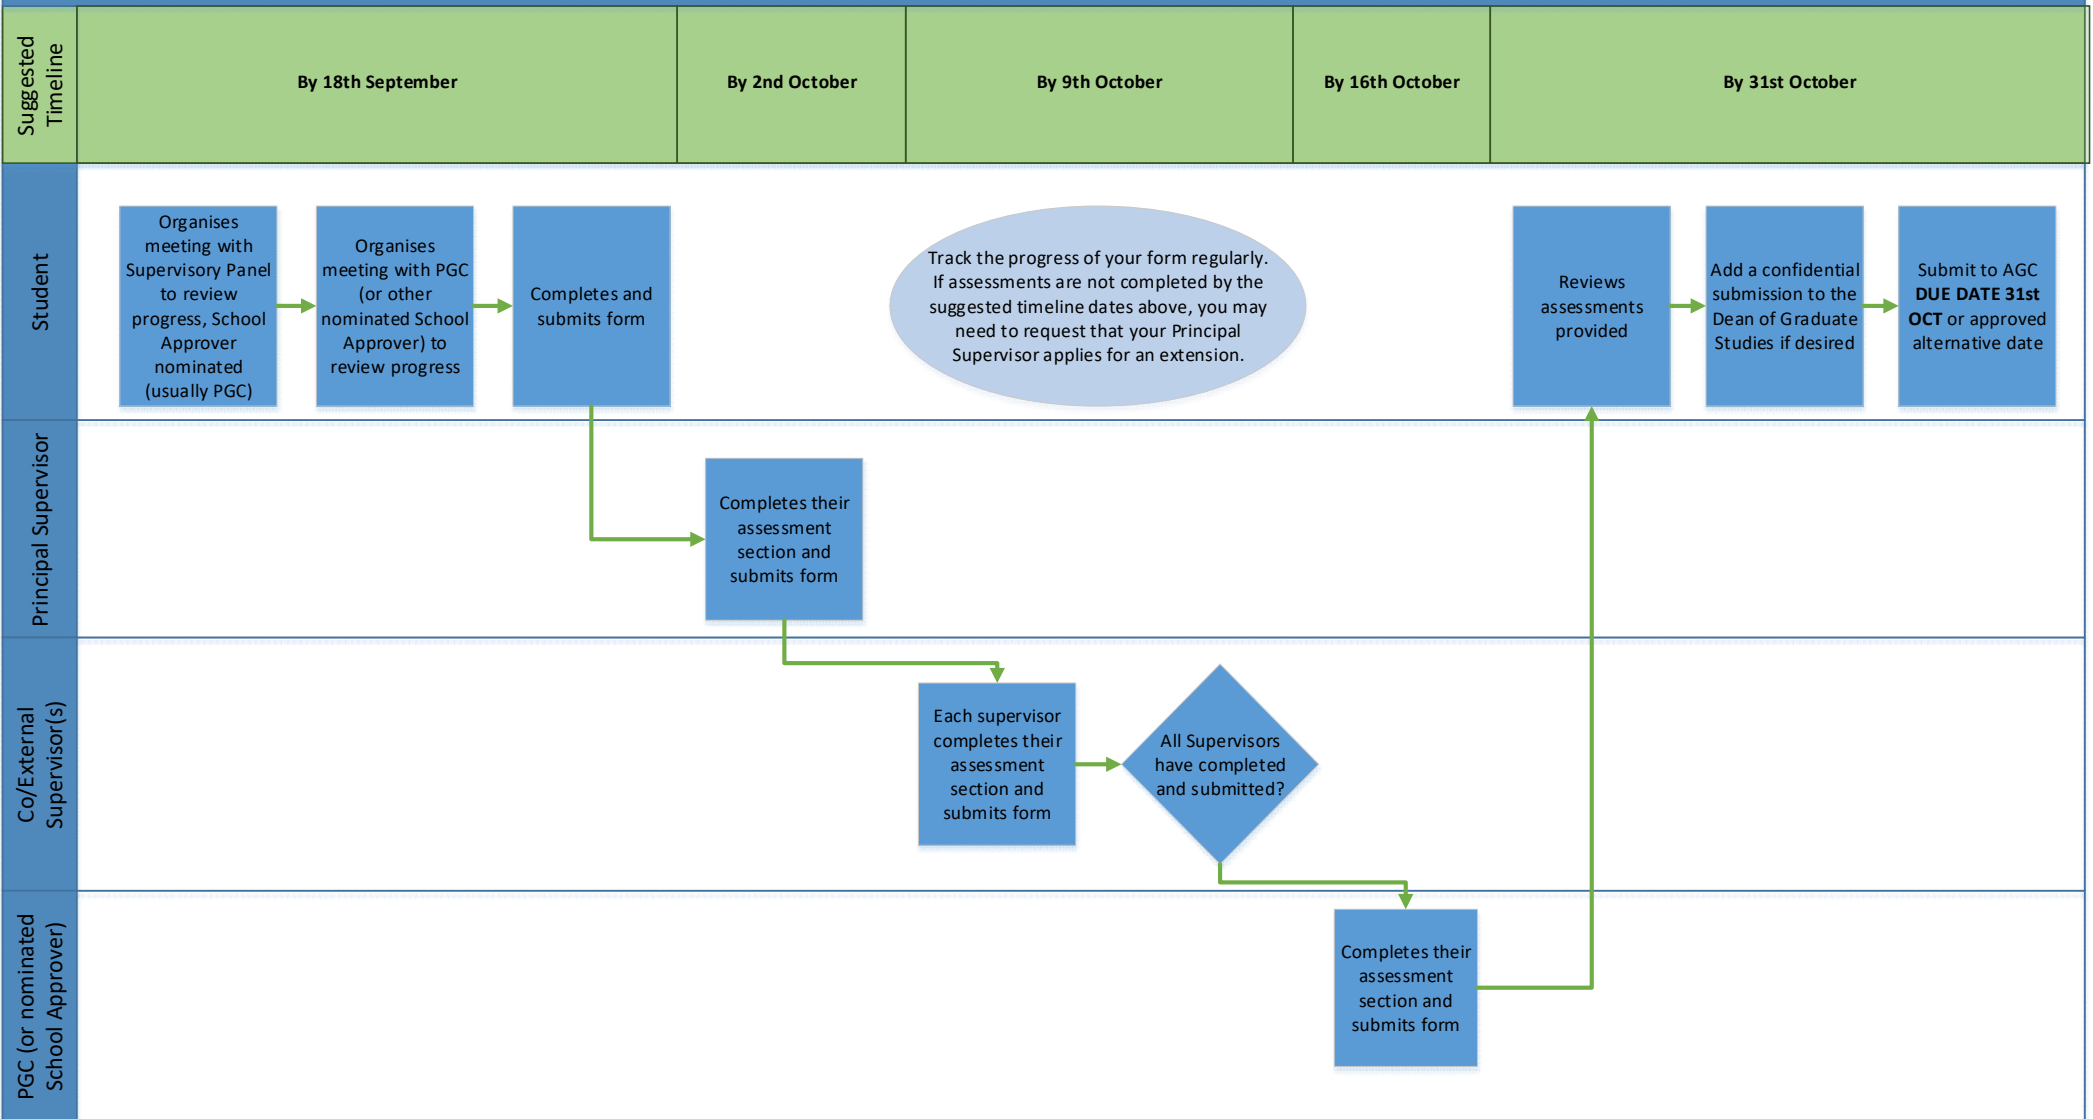 Suggested
Timeline
By 18th September
By 2nd October
By 9th October
By 16th October
By 31st October
Student
Organises
meeting with
Supervisory Panel
to review
progress, School
Approver
nominated
(usually PGC)
Organises
meeting with PGC
(or other
nominated School
Approver) to
review progress
Completes and
submits form
Track the progress of your form regularly.
If assessments are not completed by the
suggested timeline dates above, you may
need to request that your Principal
Supervisor applies for an extension.
Reviews
assessments
provided
Add a confidential
submission to the
Dean of Graduate
Studies if desired
Submit to AGC
DUE DATE 31st
OCT or approved
alternative date
Principal Supervisor
Completes their
assessment
section and
submits form
Co/External
Supervisor(s)
Each supervisor
completes their
assessment
section and
submits form
All Supervisors
have completed
and submitted?
PGC (or nominated
School Approver)
Completes their
assessment
section and
submits form